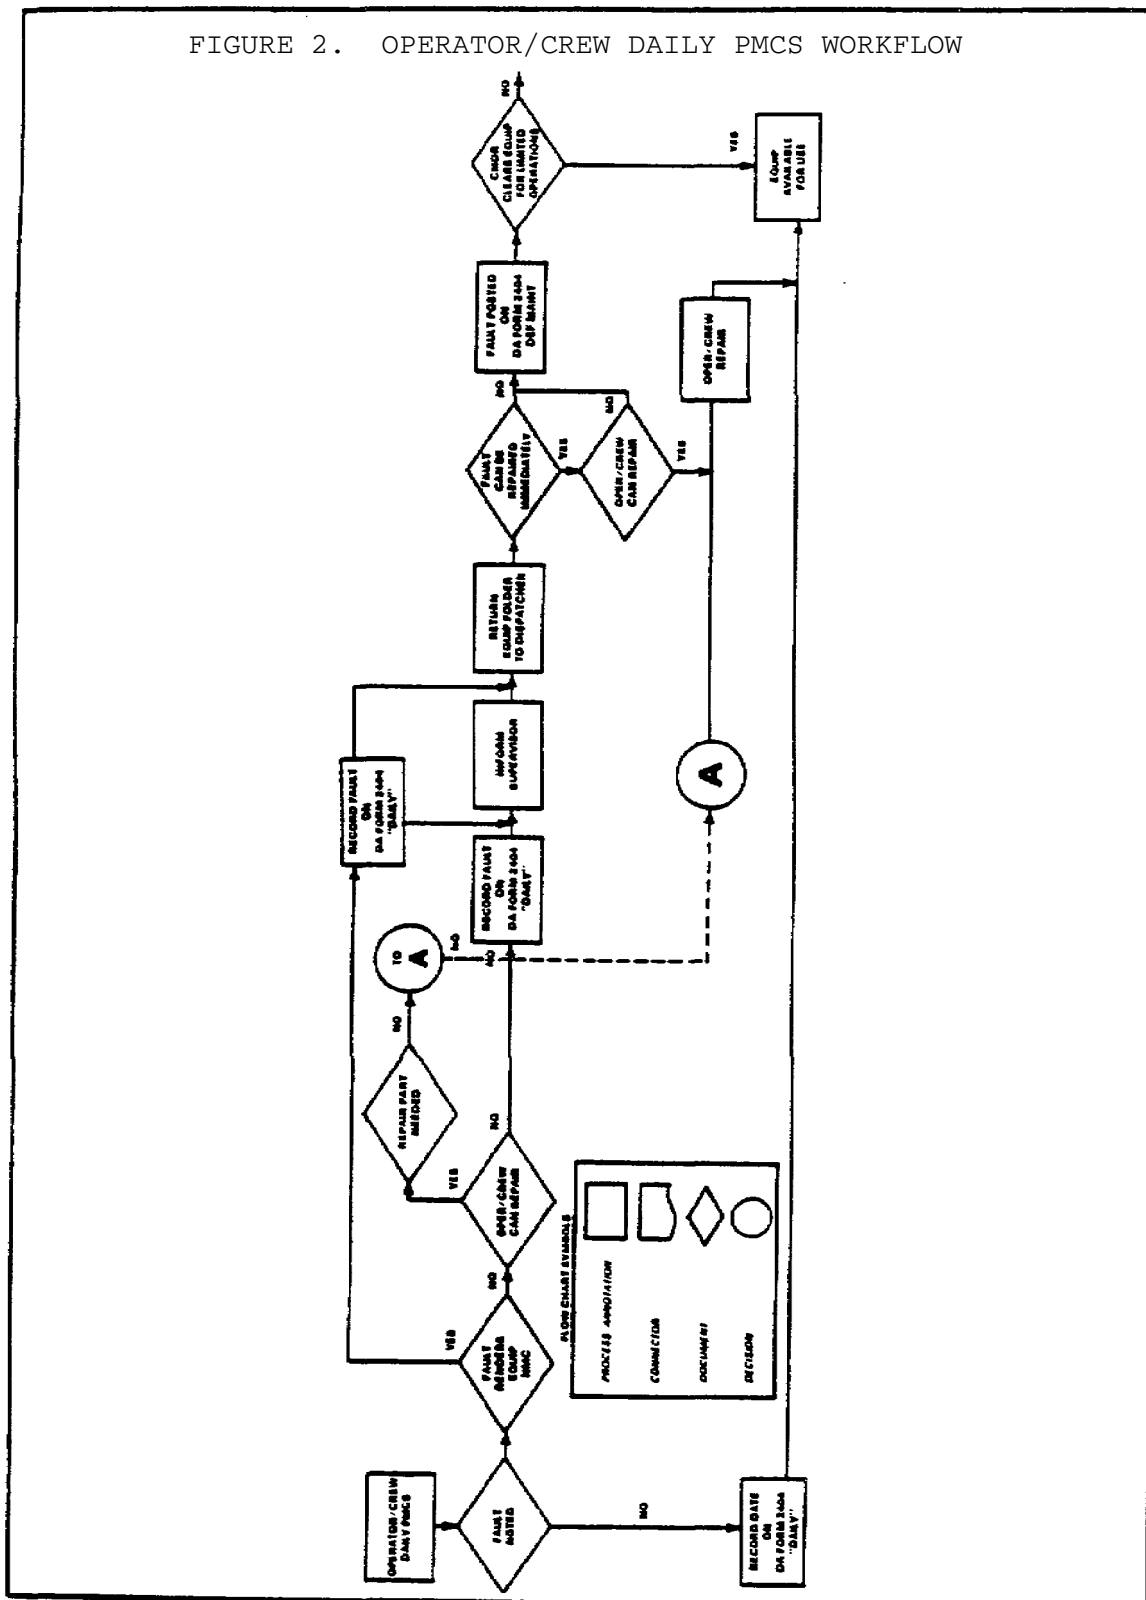 FIGURE 2. OPERATOR/CREW DAILY PMCS WORKFLOW
OPERATOR/CREW
DAILY PMCS
FAULT
NOTED
NO
RECORD DATE
ON
DA FORM 2404
"DAILY"
FAULT
RENDERS
EQUIP
NMC
YES
NO
OPER/CREW
CAN REPAIR
YES
NO
REPAIR PART
NEEDED
NO
TO
A
NO
NO
RECORD FAULT
ON
DA FORM 2404
"DAILY"
RECORD FAULT
ON
DA FORM 2404
"DAILY"
INFORM
SUPERVISOR
RETURN
EQUIP FOLDER
TO DISPATCHER
FAULT
CAN BE
REPAIRED
IMMEDIATELY
NO
YES
OPER/CREW
CAN REPAIR
NO
YES
A
OPER/CREW
REPAIR
FAULT POSTED
ON
DA FORM 2404
DEF MAINT
CMDR
CLEARS EQUIP
FOR LIMITED
OPERATIONS
NO
YES
EQUIP
AVAILABLE
FOR USE
FLOW CHART SYMBOLS
PROCESS ANNOTATION
CONNECTOR
DOCUMENT
DECISION